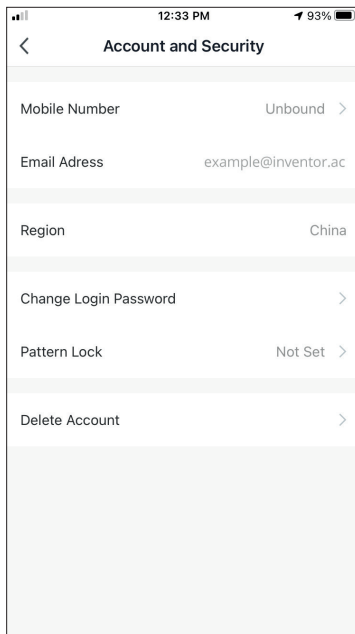 12:33 PM 93%
Account and Security
Mobile Number Unbound
Email Adress example@inventor.ac
Region China
Change Login Password
Pattern Lock Not Set
Delete Account